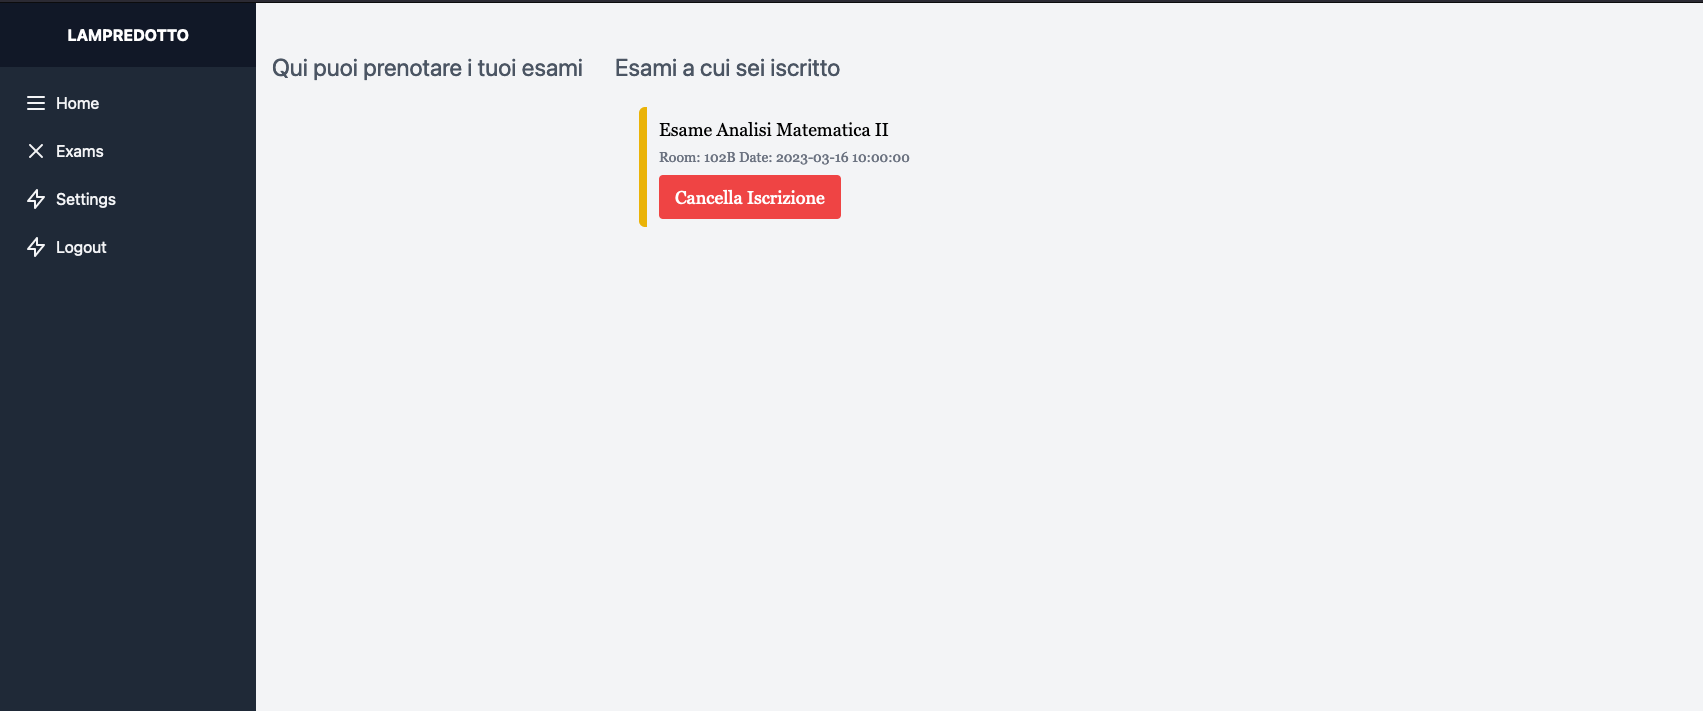 LAMPREDOTTO
Home
Exams
Settings
Logout
Qui puoi prenotare i tuoi esami
Esami a cui sei iscritto
Esame Analisi Matematica II
Room: 102B Date: 2023-03-16 10:00:00
Cancella Iscrizione